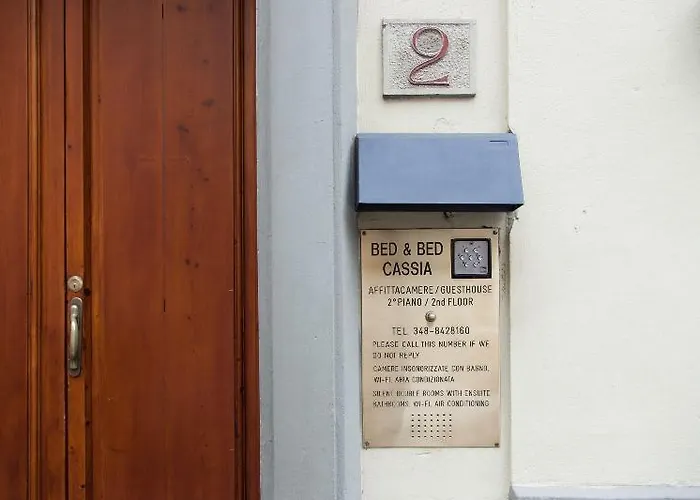 2
BED & BED
CASSIA
AFFITTACAMERE / GUESTHOUSE
2° PIANO / 2nd FLOOR
TEL. 348-8428160
PLEASE CALL THIS NUMBER IF WE
DO NOT REPLY
CAMERE INSONORIZZATE CON BAGNO,
WI-FI, ARIA CONDIZIONATA
SILENT DOUBLE ROOMS WITH ENSUITE
BATHROOMS, WI-FI, AIR CONDITIONING